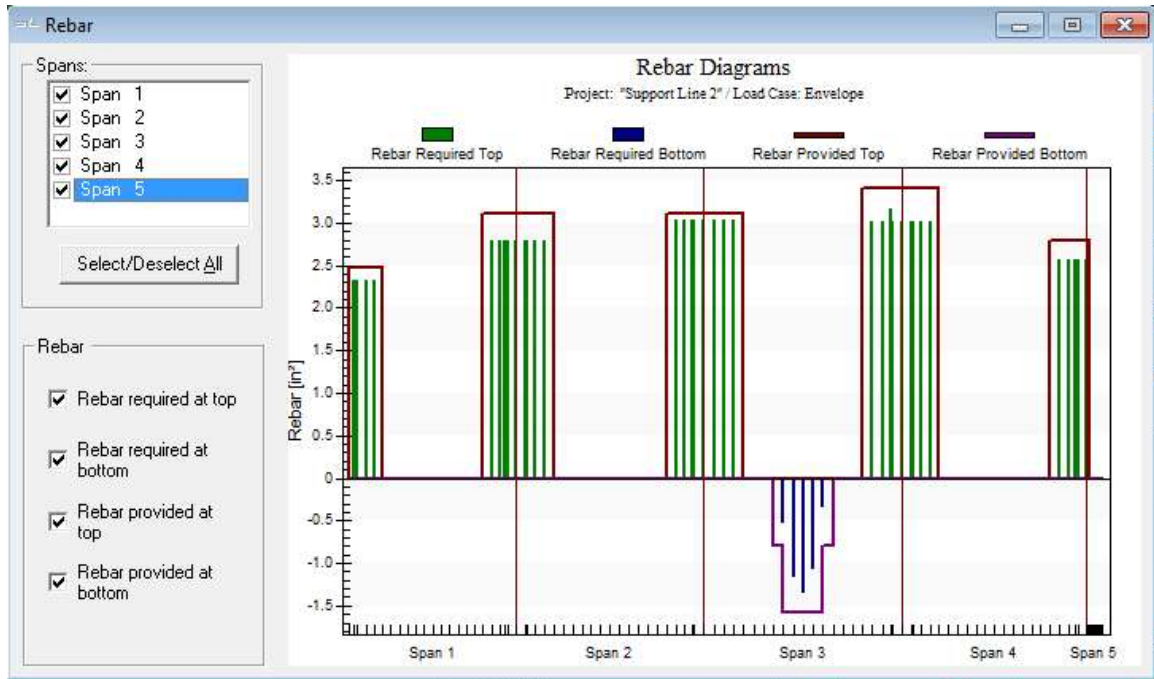 Rebar
Spans:
Span 1
Span 2
Span 3
Span 4
Span 5
Select/Deselect All
Rebar
Rebar required at top
Rebar required at
bottom
Rebar provided at
top
Rebar provided at
bottom
Rebar Diagrams
Project: "Support Line 2" / Load Case: Envelope
Rebar Required Top Rebar Required Bottom Rebar Provided Top Rebar Provided Bottom
Rebar [in²]
3.5
3.0
2.5
2.0
1.5
1.0
0.5
0
-0.5
-1.0
-1.5
Span 1 Span 2 Span 3 Span 4 Span 5